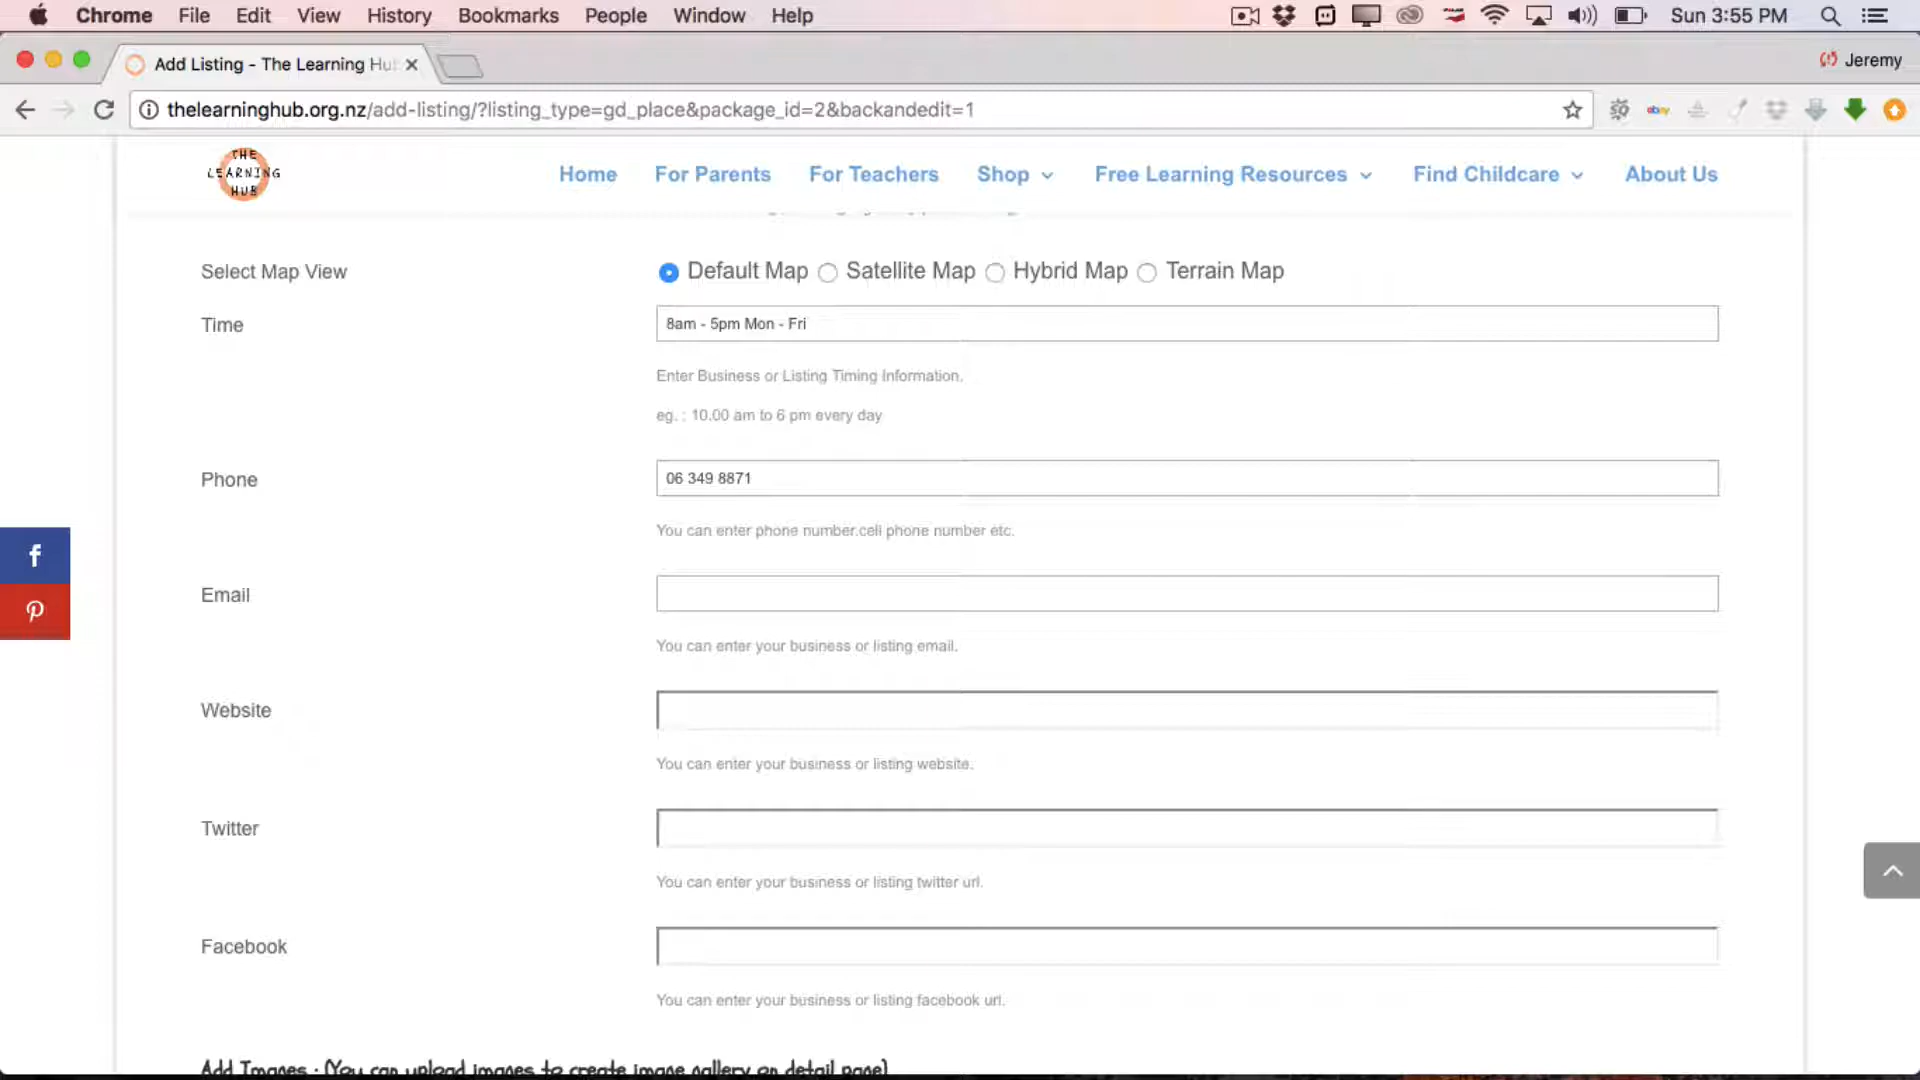 Chrome File Edit View History Bookmarks People Window Help Sun 3:55 PM
Add Listing - The Learning Hu Jeremy
thelearninghub.org.nz/add-listing/?listing_type=gd_place&package_id=2&backandedit=1 ebay
THE
LEARNING
HUB
Home For Parents For Teachers Shop Free Learning Resources Find Childcare About Us
Select Map View Default Map Satellite Map Hybrid Map Terrain Map
Time 8am - 5pm Mon - Fri
Enter Business or Listing Timing Information.
eg. : 10.00 am to 6 pm every day
Phone 06 349 8871
You can enter phone number.cell phone number etc.
Email
You can enter your business or listing email.
Website
You can enter your business or listing website.
Twitter
You can enter your business or listing twitter url.
Facebook
You can enter your business or listing facebook url.
Add Images : (You can upload images to create image gallery on detail page)